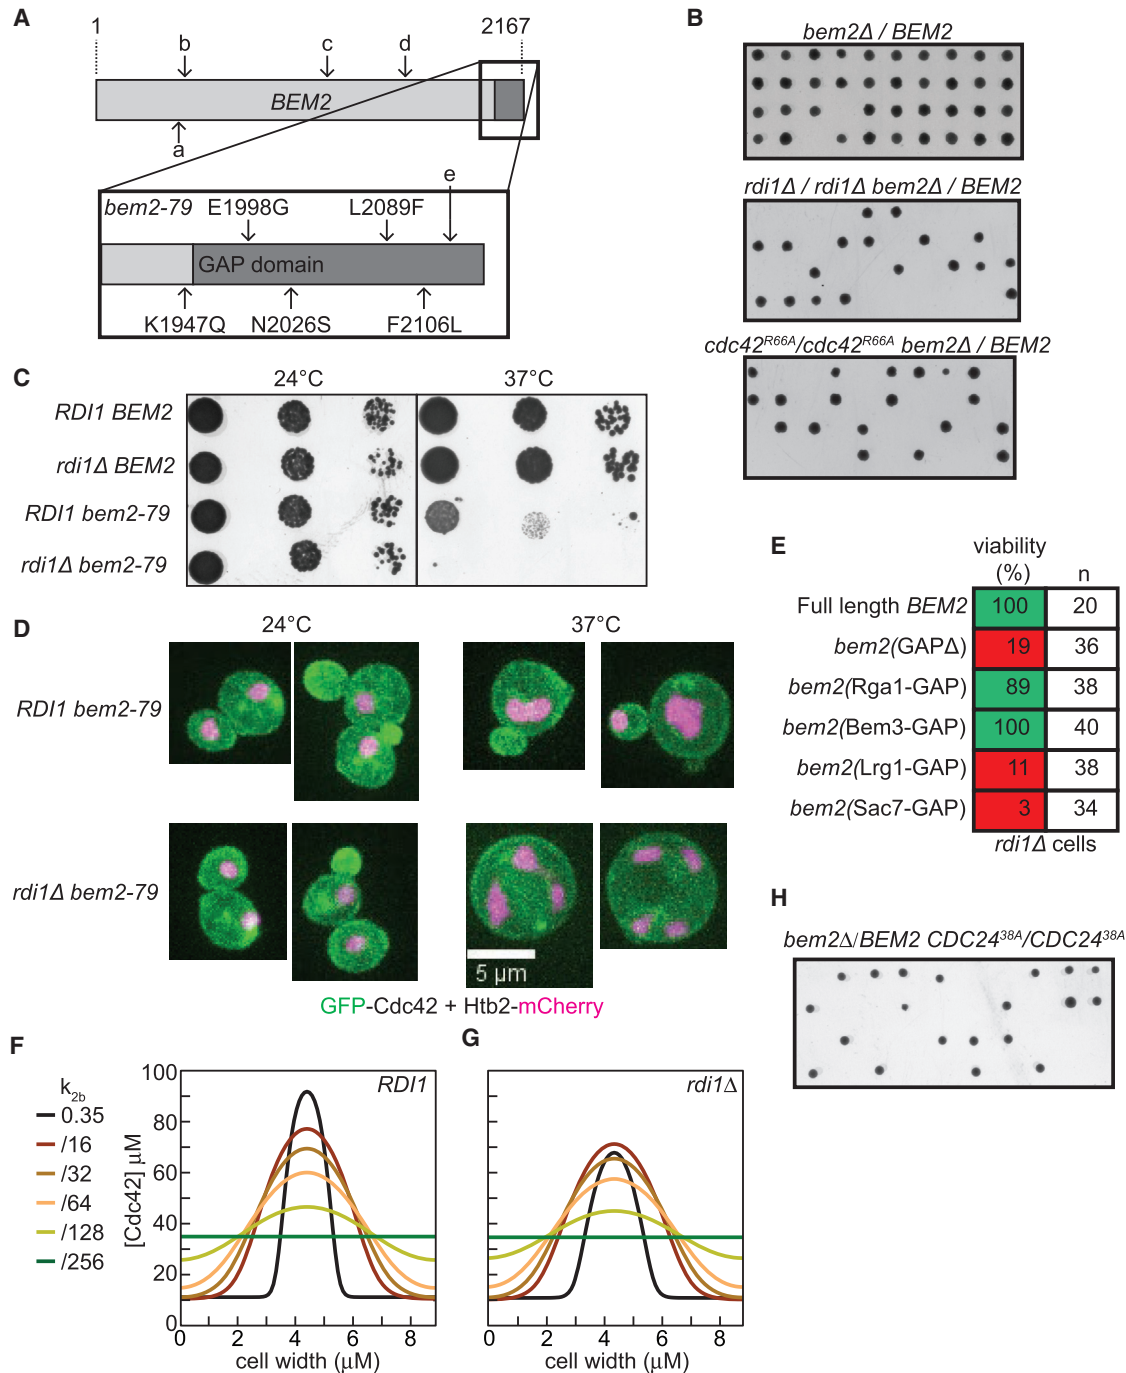 A
1
2167
b
c
d
BEM2
a
e
bem2-79
E1998G
L2089F
GAP domain
K1947Q
N2026S
F2106L
B
bem2Δ / BEM2
rdi1Δ / rdi1Δ bem2Δ / BEM2
cdc42R66A/cdc42R66A bem2Δ / BEM2
C
24°C
37°C
RDI1 BEM2
rdi1Δ BEM2
RDI1 bem2-79
rdi1Δ bem2-79
D
24°C
37°C
RDI1 bem2-79
rdi1Δ bem2-79
5 µm
GFP-Cdc42 + Htb2-mCherry
E
viability
(%)
n
Full length BEM2
100
20
bem2(GAPΔ)
19
36
bem2(Rga1-GAP)
89
38
bem2(Bem3-GAP)
100
40
bem2(Lrg1-GAP)
11
38
bem2(Sac7-GAP)
3
34
rdi1Δ cells
F
k2b
0.35
/16
/32
/64
/128
/256
[Cdc42] µM
100
80
60
40
20
0
RDI1
0
2
4
6
8
cell width (µM)
G
rdi1Δ
0
2
4
6
8
cell width (µM)
H
bem2Δ/BEM2 CDC2438A/CDC2438A